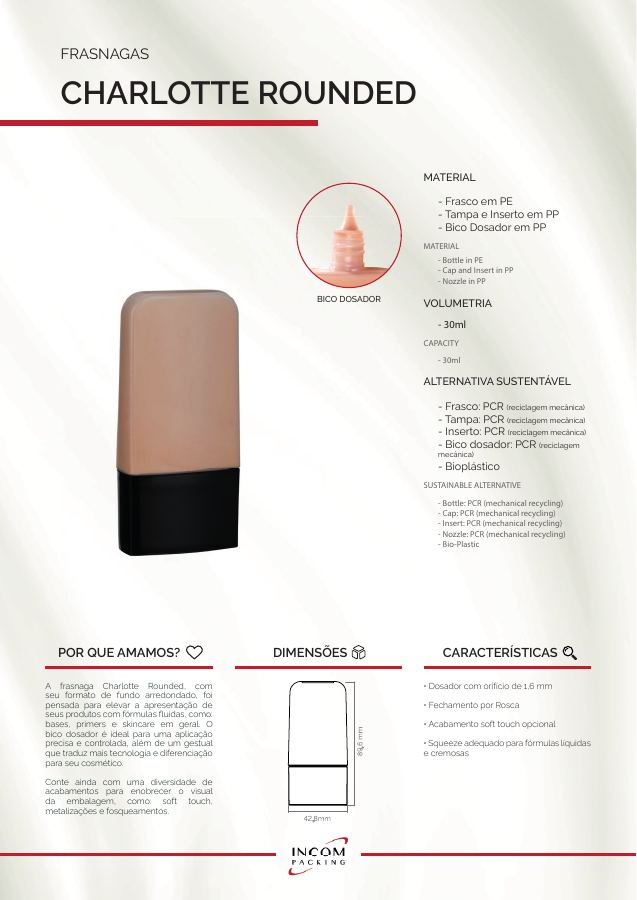 FRASNAGAS
CHARLOTTE ROUNDED
BICO DOSADOR
MATERIAL
- Frasco em PE
- Tampa e Inserto em PP
- Bico Dosador em PP
MATERIAL
- Bottle in PE
- Cap and Insert in PP
- Nozzle in PP
VOLUMETRIA
- 30ml
CAPACITY
- 30ml
ALTERNATIVA SUSTENTÁVEL
- Frasco: PCR (reciclagem mecânica)
- Tampa: PCR (reciclagem mecânica)
- Inserto: PCR (reciclagem mecânica)
- Bico dosador: PCR (reciclagem
mecânica)
- Bioplástico
SUSTAINABLE ALTERNATIVE
- Bottle: PCR (mechanical recycling)
- Cap: PCR (mechanical recycling)
- Insert: PCR (mechanical recycling)
- Nozzle: PCR (mechanical recycling)
- Bio-Plastic
POR QUE AMAMOS?
A frasnaga Charlotte Rounded, com
seu formato de fundo arredondado, foi
pensada para elevar a apresentação de
seus produtos com fórmulas fluidas, como:
bases, primers e skincare em geral. O
bico dosador é ideal para uma aplicação
precisa e controlada, além de um gestual
que traduz mais tecnologia e diferenciação
para seu cosmético.
Conte ainda com uma diversidade de
acabamentos para enobrecer o visual
da embalagem, como: soft touch,
metalizações e fosqueamentos.
DIMENSÕES
89,6 mm
42,8mm
CARACTERÍSTICAS
• Dosador com orifício de 1,6 mm
• Fechamento por Rosca
• Acabamento soft touch opcional
• Squeeze adequado para fórmulas líquidas
e cremosas
INCOM
PACKING